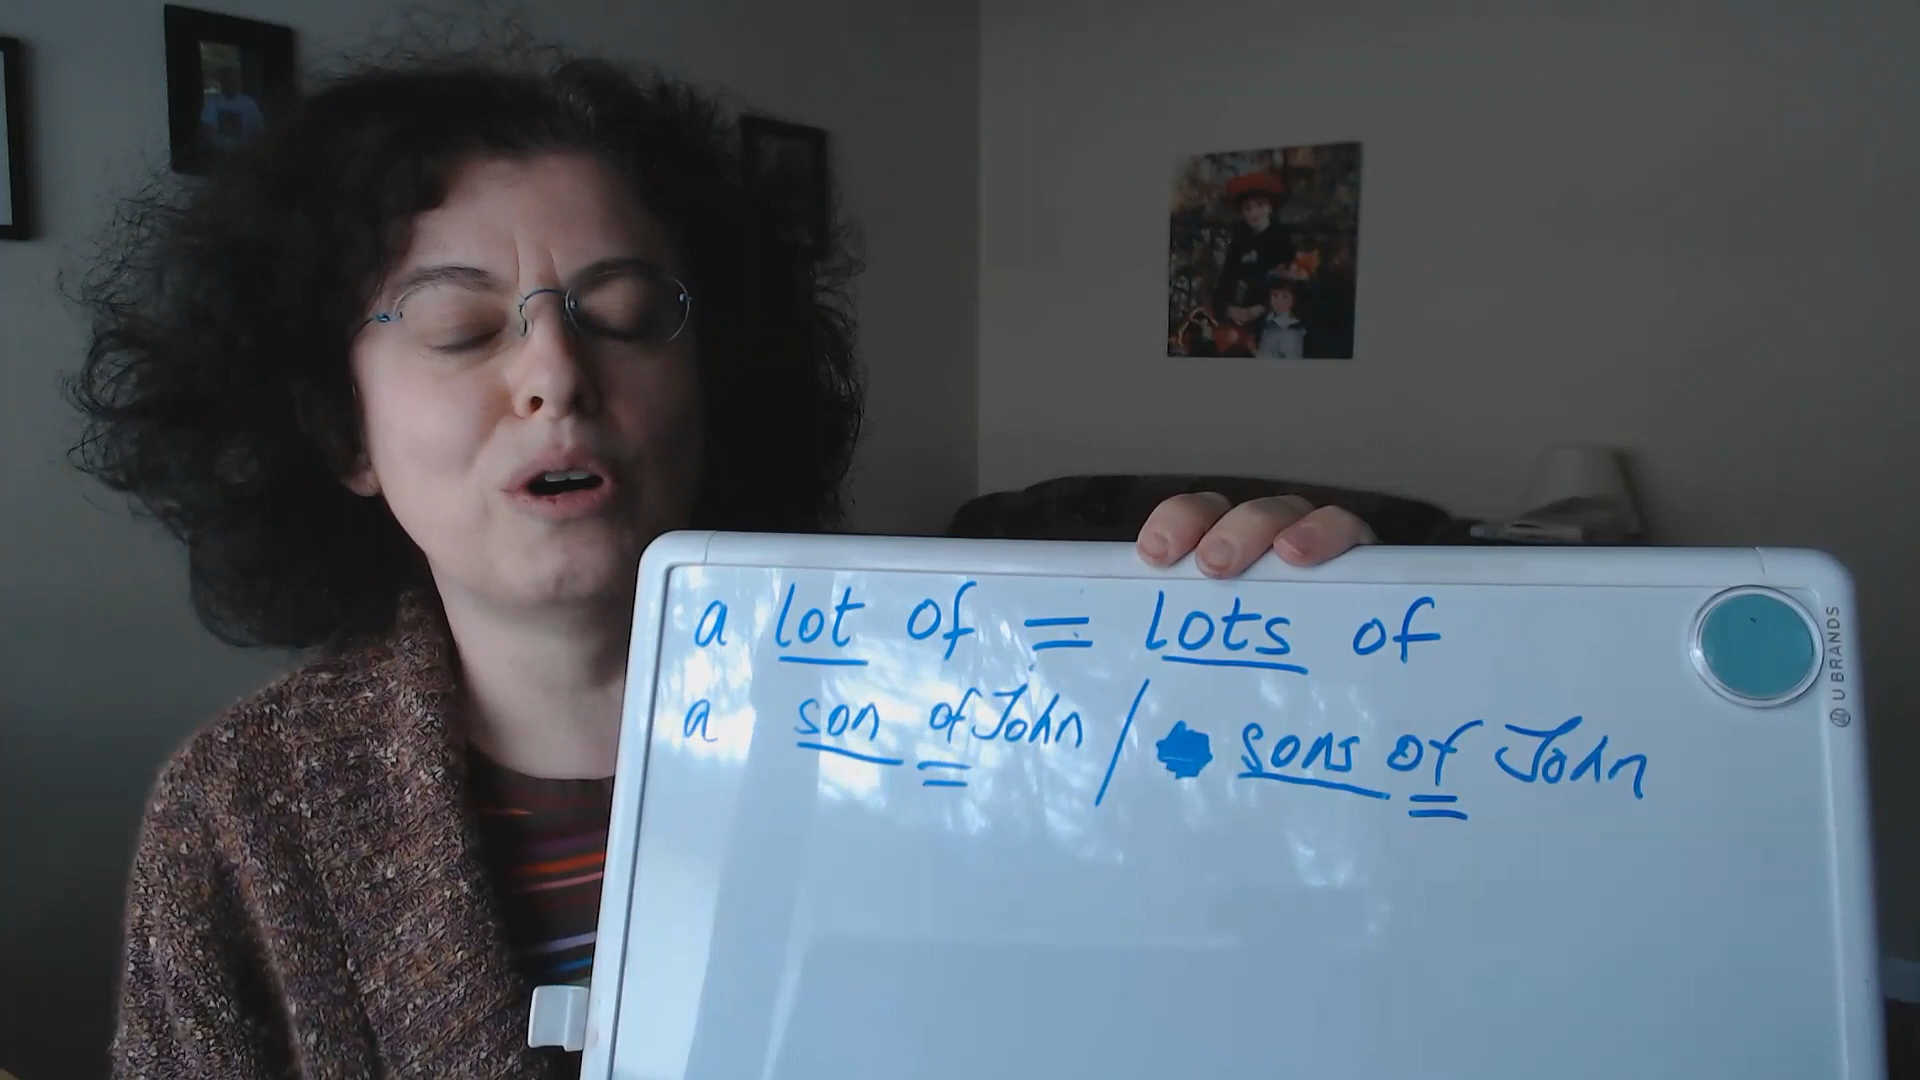 a lot of = lots of
a son of John / sons of John
U BRANDS